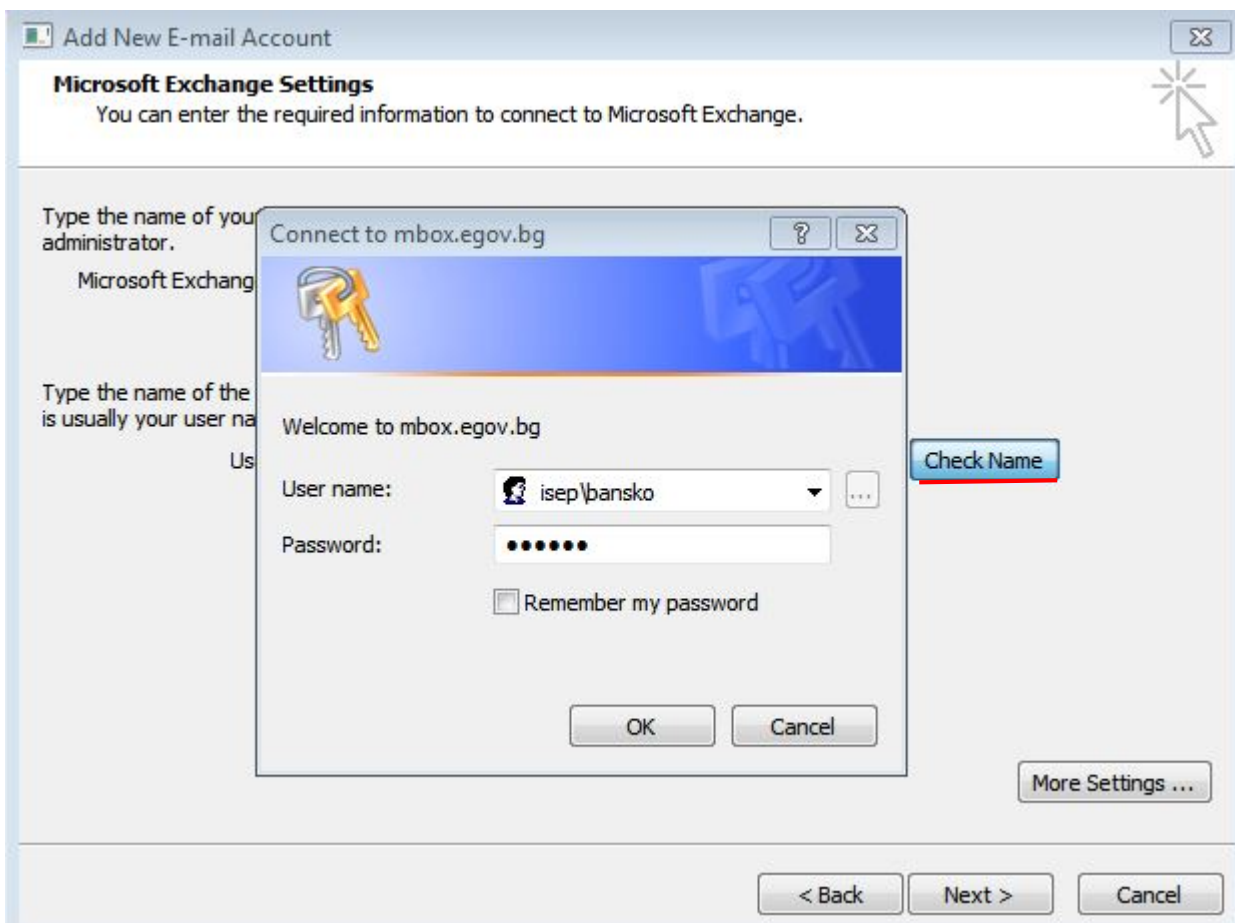 Add New E-mail Account
Microsoft Exchange Settings
You can enter the required information to connect to Microsoft Exchange.
Type the name of you
administrator.
Microsoft Exchang
Connect to mbox.egov.bg
Type the name of the
is usually your user na
Us
Welcome to mbox.egov.bg
User name:
isep\bansko
...
Password:
••••••
Remember my password
Check Name
OK
Cancel
More Settings ...
< Back
Next >
Cancel